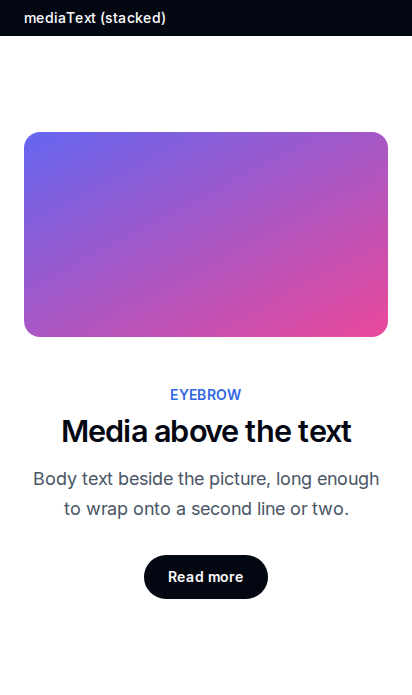 mediaText (stacked)
EYEBROW
Media above the text
Body text beside the picture, long enough
to wrap onto a second line or two.
Read more